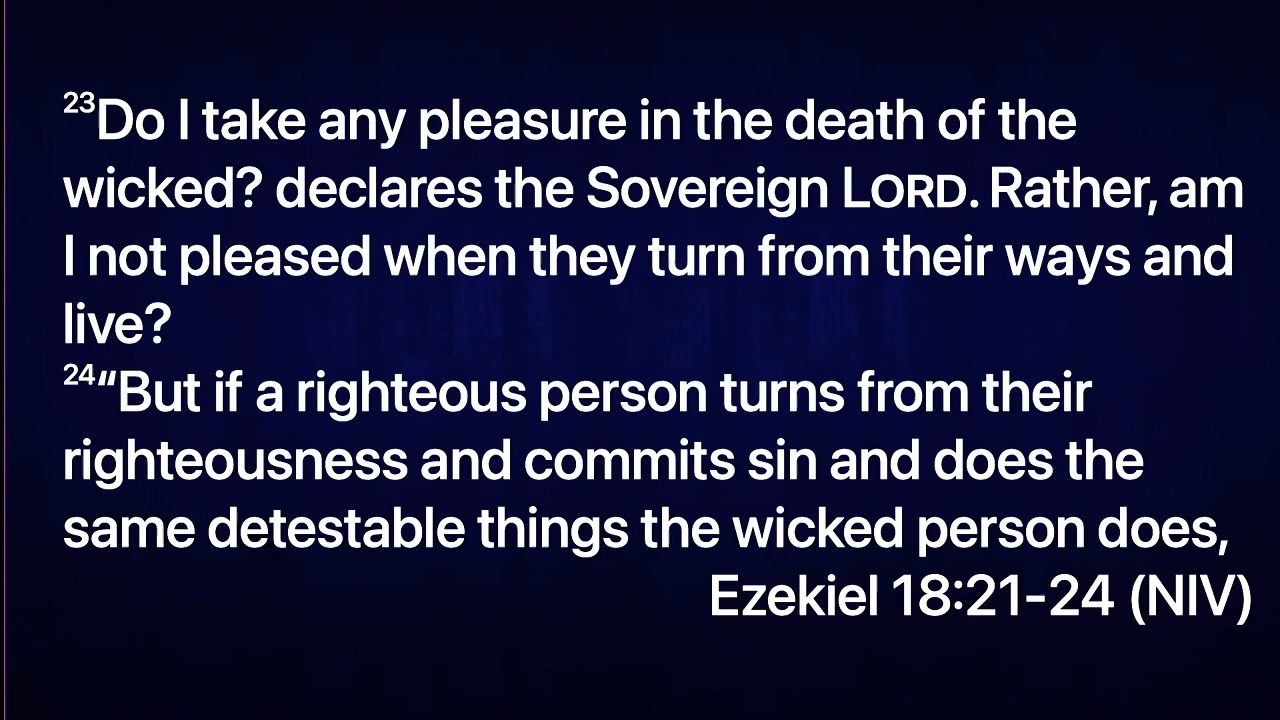 23Do I take any pleasure in the death of the
wicked? declares the Sovereign LORD. Rather, am
I not pleased when they turn from their ways and
live?
24“But if a righteous person turns from their
righteousness and commits sin and does the
same detestable things the wicked person does,
Ezekiel 18:21-24 (NIV)